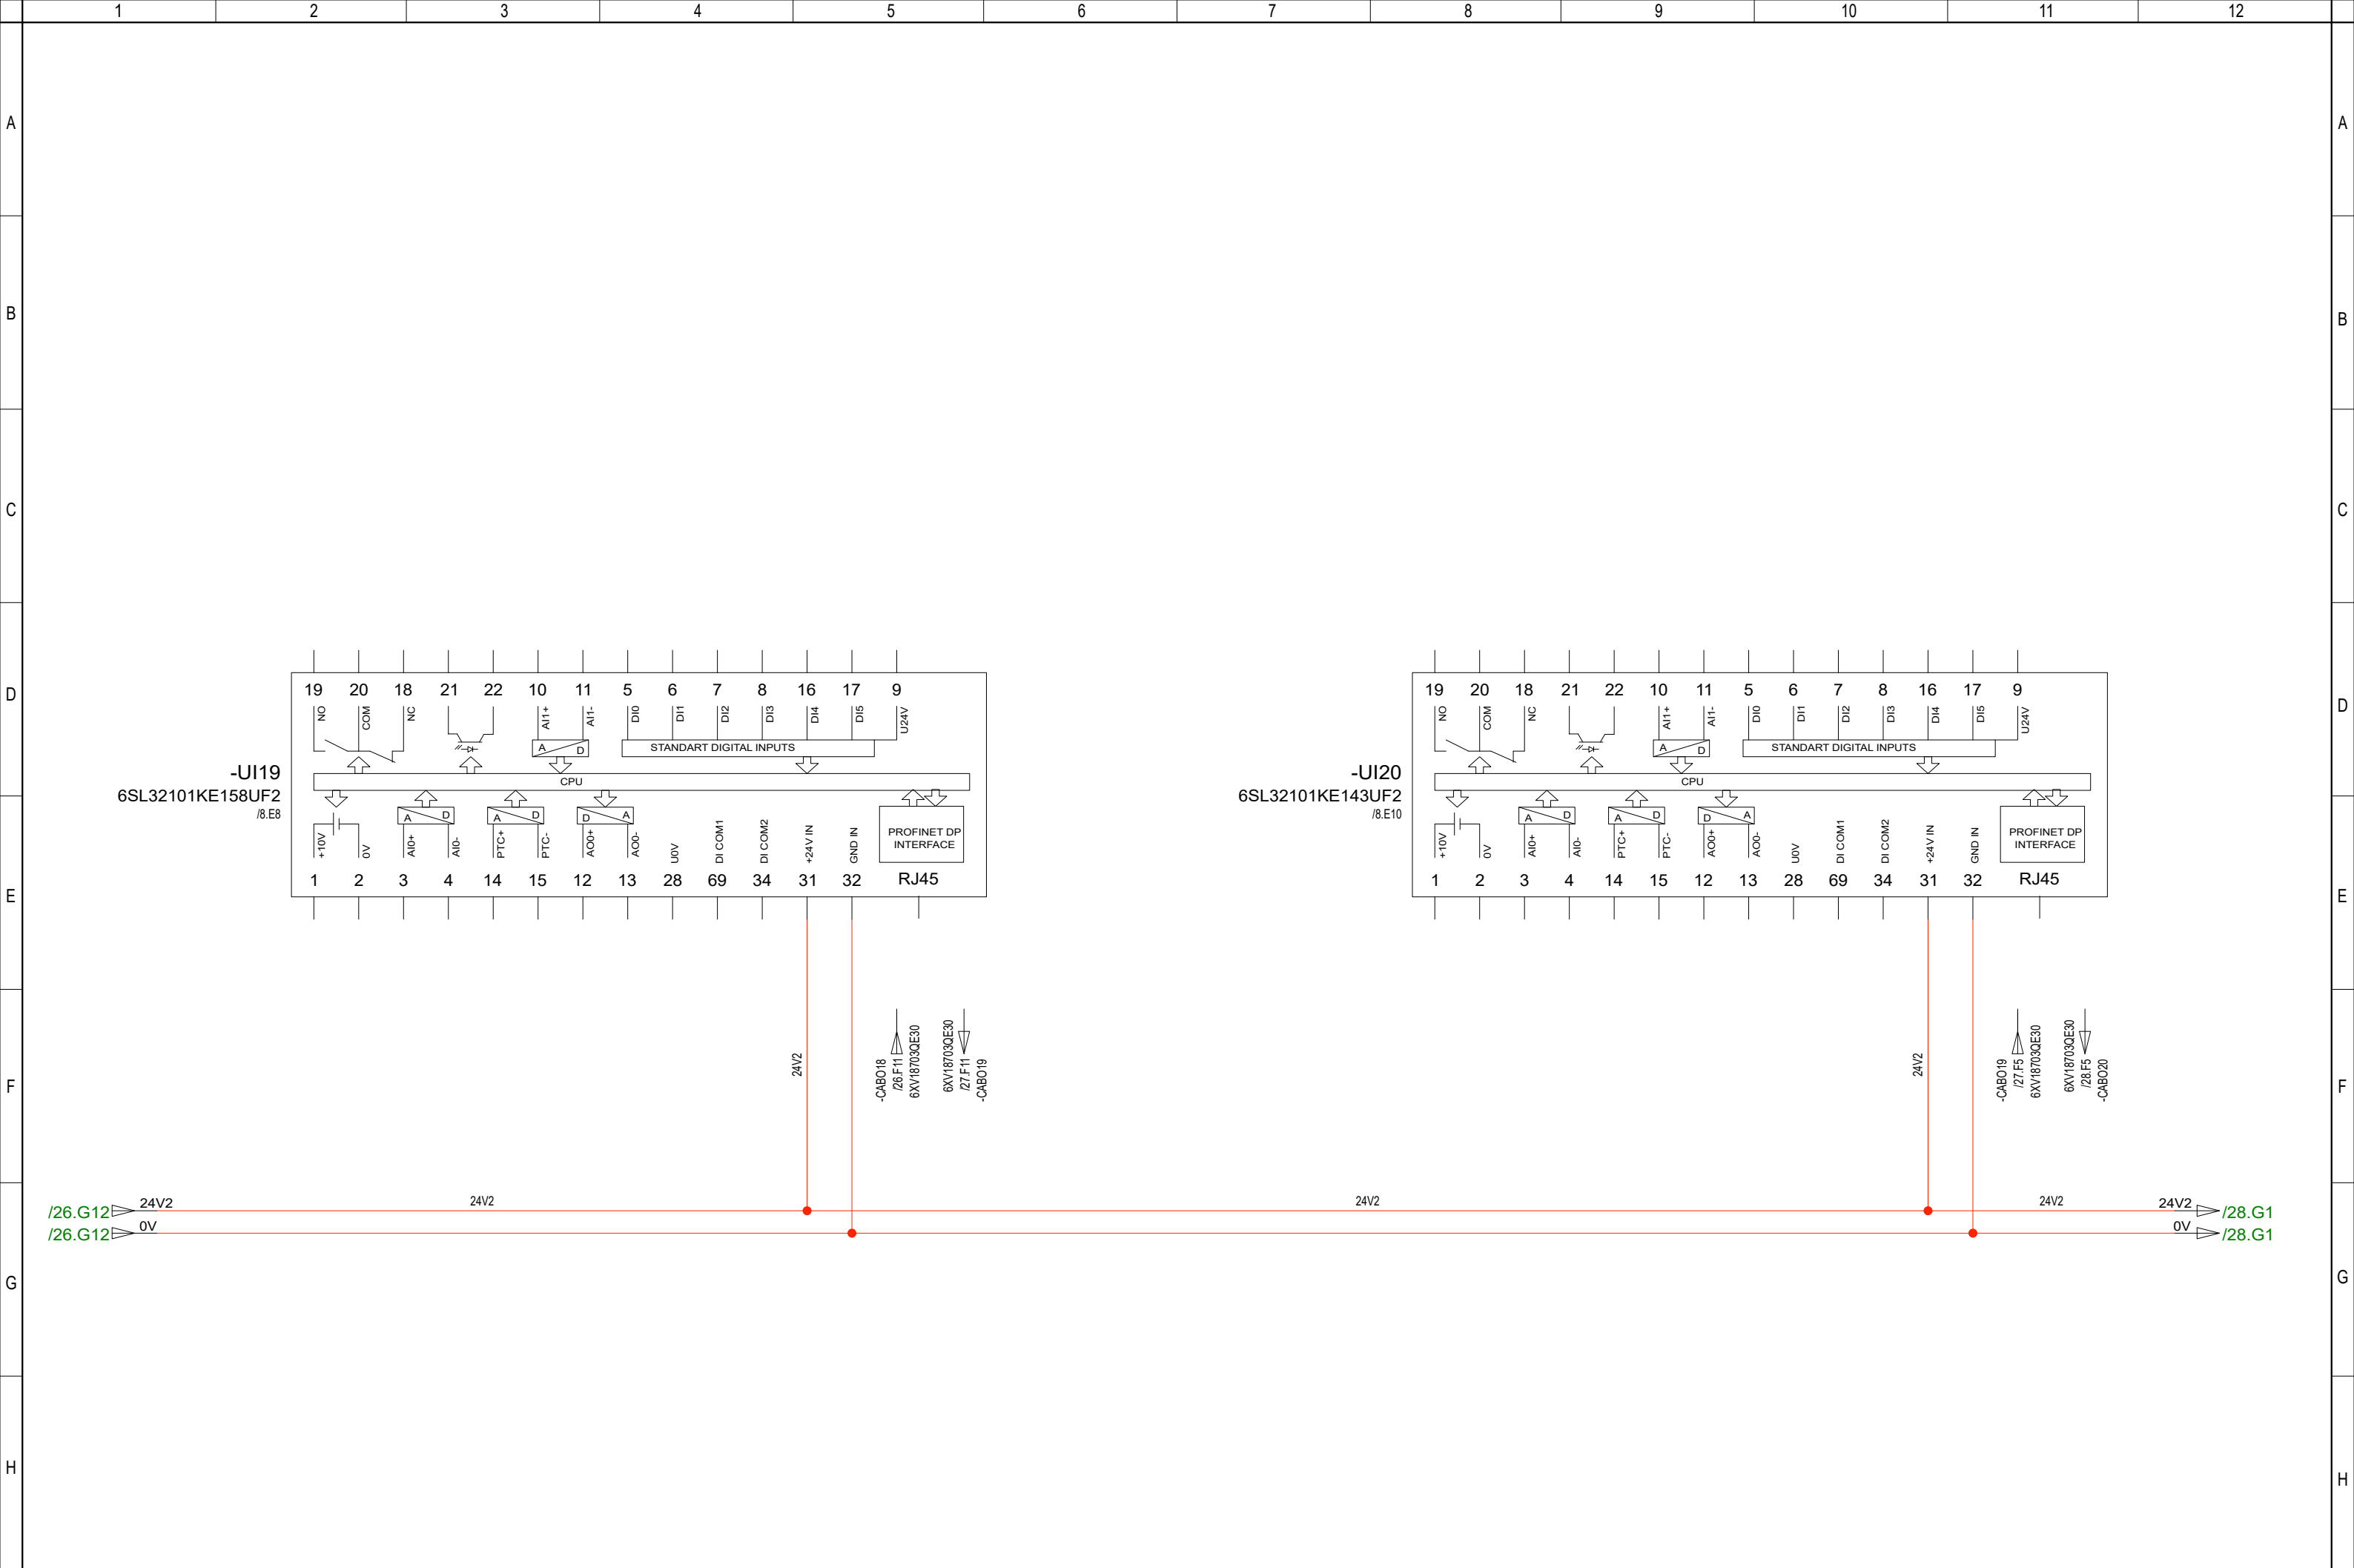 1 2 3 4 5 6 7 8 9 10 11 12
A A
B B
C C
D D
E E
F F
G G
H H
19 20 18 21 22 10 11 5 6 7 8 16 17 9
NO COM NC AI1+ AI1- DI0 DI1 DI2 DI3 DI4 DI5 U24V
A D STANDART DIGITAL INPUTS
-UI19
CPU
6SL32101KE158UF2
/8.E8
A D A D D A
PROFINET DP
INTERFACE
+10V 0V AI0+ AI0- PTC+ PTC- AO0+ AO0- U0V DI COM1 DI COM2 +24V IN GND IN
1 2 3 4 14 15 12 13 28 69 34 31 32 RJ45
24V2
-CABO18
/26.F11
6XV18703QE30
6XV18703QE30
/27.F11
-CABO19
19 20 18 21 22 10 11 5 6 7 8 16 17 9
NO COM NC AI1+ AI1- DI0 DI1 DI2 DI3 DI4 DI5 U24V
A D STANDART DIGITAL INPUTS
-UI20
CPU
6SL32101KE143UF2
/8.E10
A D A D D A
PROFINET DP
INTERFACE
+10V 0V AI0+ AI0- PTC+ PTC- AO0+ AO0- U0V DI COM1 DI COM2 +24V IN GND IN
1 2 3 4 14 15 12 13 28 69 34 31 32 RJ45
24V2
-CABO19
/27.F5
6XV18703QE30
6XV18703QE30
/28.F5
-CABO20
/26.G12 24V2 24V2 24V2 24V2 24V2 /28.G1
/26.G12 0V 0V /28.G1